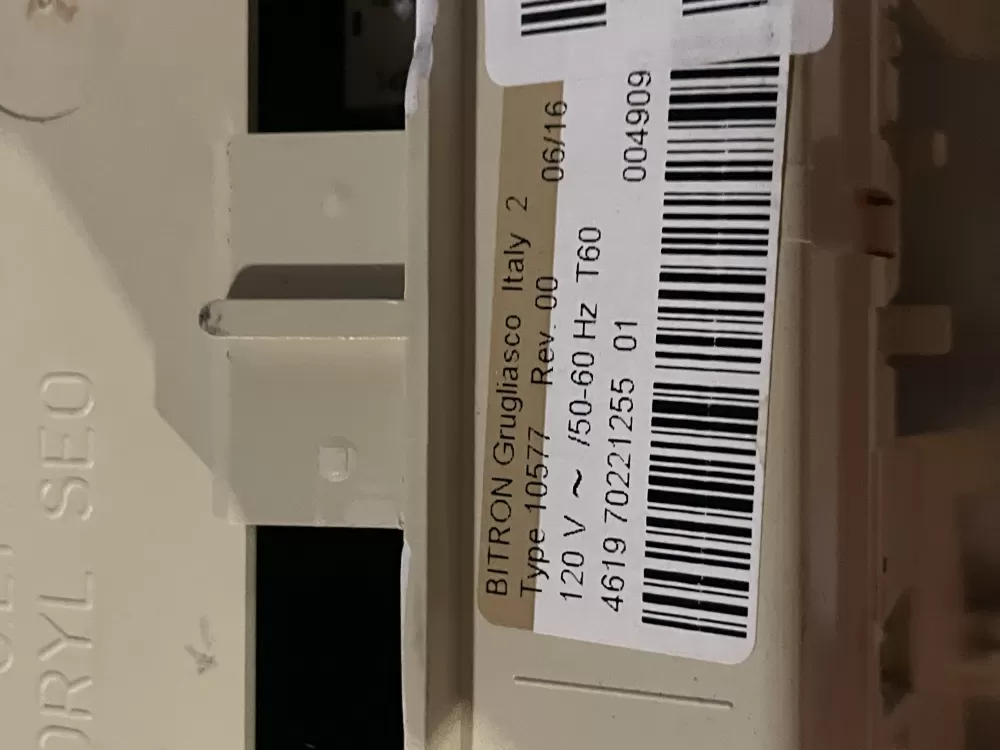 BITRON Grugliasco Italy 2
Type 10577 Rev. 00 06/16
120 V ~ /50-60 Hz T60
4619 70221255 01 004909
ORYL SEO